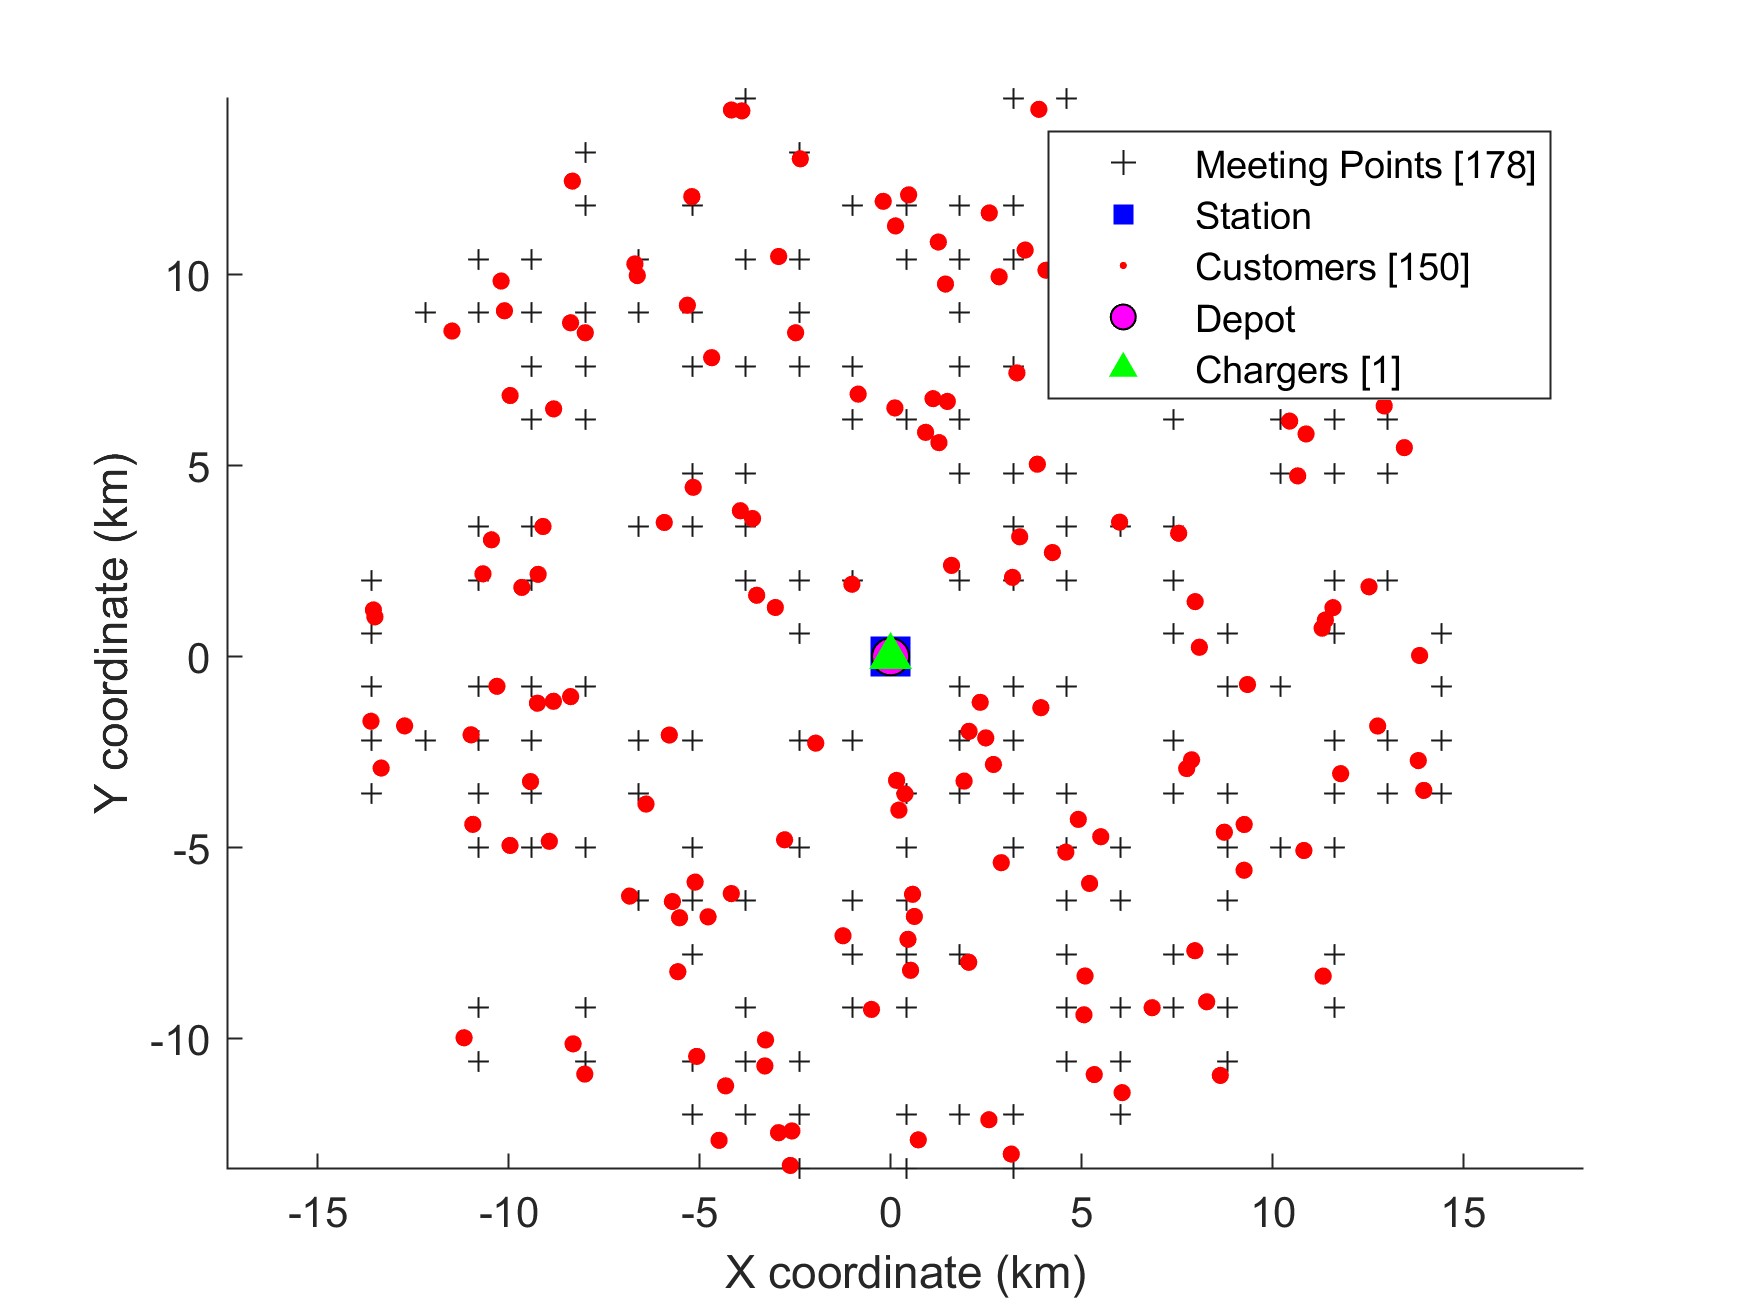 Meeting Points [178]
Station
Customers [150]
Depot
Chargers [1]
10
5
0
-5
-10
Y coordinate (km)
-15 -10 -5 0 5 10 15
X coordinate (km)